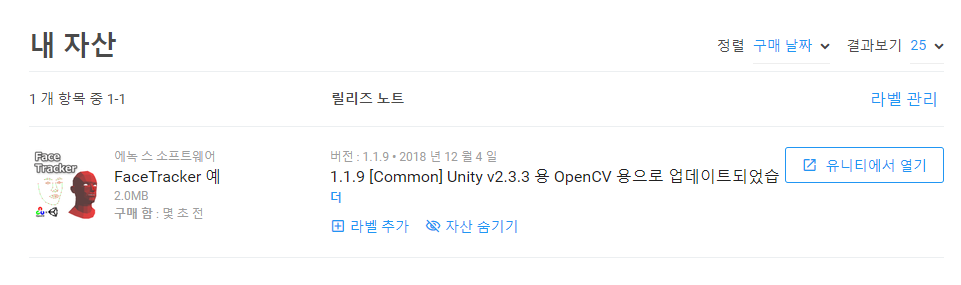 내 자산
정렬 구매 날짜 결과보기 25
1 개 항목 중 1-1 릴리즈 노트 라벨 관리
Face
Tracker
에녹 스 소프트웨어
FaceTracker 예
2.0MB
구매 함 : 몇 초 전
버전 : 1.1.9 • 2018 년 12 월 4 일
1.1.9 [Common] Unity v2.3.3 용 OpenCV 용으로 업데이트되었습
더
라벨 추가 자산 숨기기
유니티에서 열기